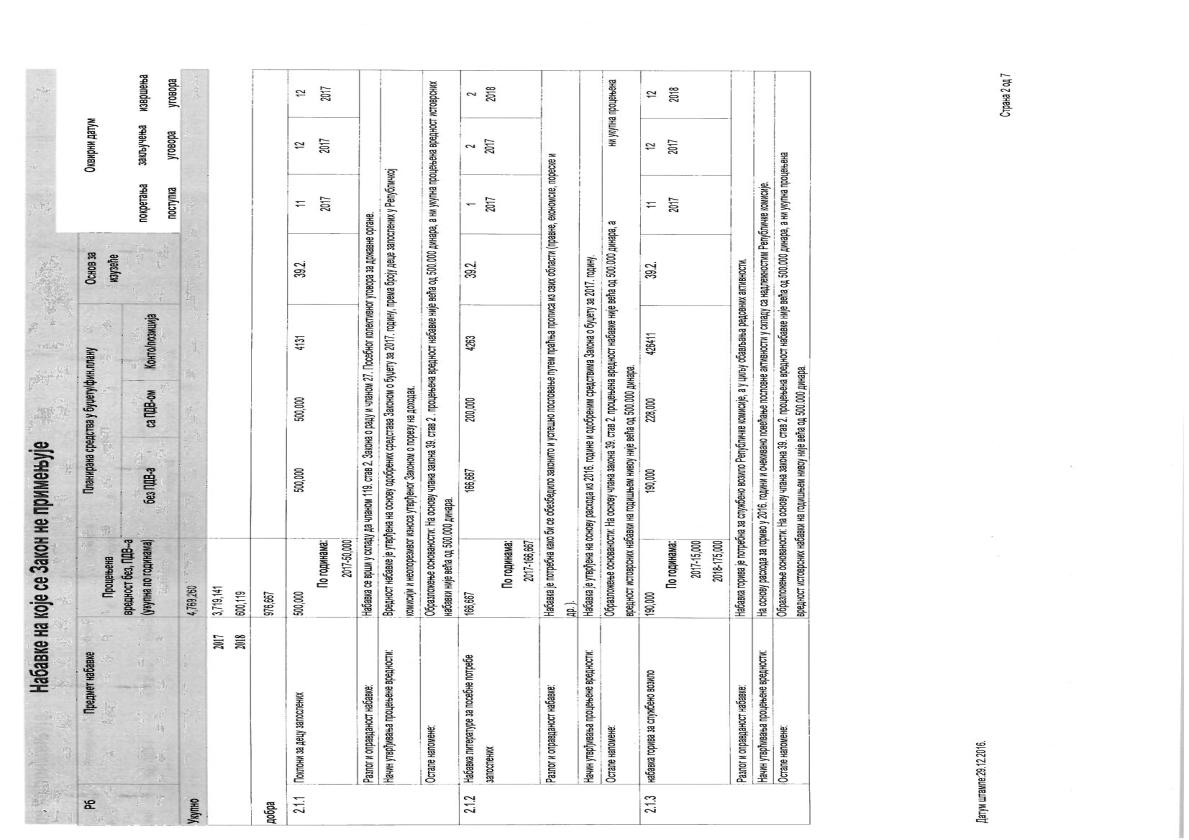 Набавке на које се Закон не примењује
РБ
Предмет набавке
Процењена
вредност без, ПДВ--а
(укупна по годинама)
Планирана средства у буџету/фин.плану
без ПДВ-а
са ПДВ-ом
Конто/позиција
Основ за
изузеће
Оквирни датум
покретања закључења извршења
поступка уговора уговора
Укупно
4,769,260
2017 3,719,141
2018 600,119
добра 976,667
2.1.1 Поклони за децу запослених 500,000 500,000 500,000 4131 39.2. 11 12 12
По годинама: 2017 2017 2017
2017-50,000
Разлог и оправданост набавке: Набавка се врши у складу да чланом 119. став 2. Закона о раду и чланом 27. Посебног колективног уговора за државне органе.
Начин утврђивања процењене вредности: Вредност набавке је утврђена на основу одобрених средстава Законом о буџету за 2017. годину, према броју деце запослених у Републичкој
комисији и неопорезивог износа утврђеног Законом о порезу на доходак.
Остале напомене: Образложење основаности: На основу члана закона 39. став 2. процењена вредност набавке није већа од 500.000 динара, а ни укупна процењена вредност истоврсних
набавки није већа од 500.000 динара.
2.1.2 Набавка литературе за посебне потребе 166,667 166,667 200,000 4263 39.2. 1 2 2
запослених По годинама: 2017 2017 2018
2017-166,667
Разлог и оправданост набавке: Набавка је потребна како би се обезбедило законито и успешно пословање путем праћња прописа из свих области (правне, економске, пореске и
др. ).
Начин утврђивања процењене вредности: Набавка је утврђена на основу расхода из 2016. године и одобреним средствима Закона о буџету за 2017. годину.
Остале напомене: Образложење основаности: На основу члана закона 39. став 2. процењена вредност набавке није већа од 500.000 динара, а ни укупна процењена
вредност истоврсних набавки на годишњем нивоу није већа од 500.000 динара.
2.1.3 набавка горива за службено возило 190,000 190,000 228,000 426411 39.2. 11 12 12
По годинама: 2017 2017 2018
2017-15,000
2018-175,000
Разлог и оправданост набавке: Набавка горива је потребна за службено возило Републичке комисије, а у циљу обављања редовних активности.
Начин утврђивања процењене вредности: На основу расхода за гориво у 2016. години и очекивано повећање пословне активности у складу са надлежностим Републичке комисије.
Остале напомене: Образложење основаности: На основу члана закона 39. став 2. процењена вредност набавке није већа од 500.000 динара, а ни укупна процењена
вредност истоврсних набавки на годишњем нивоу није већа од 500.000 динара.
Датум штампе:29.12.2016.
Страна 2 од 7